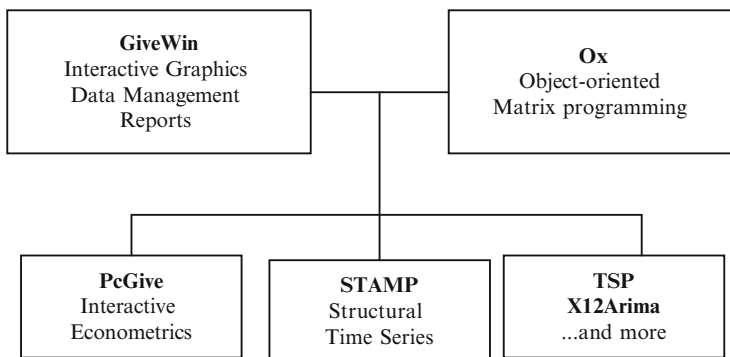 GiveWin
Interactive Graphics
Data Management
Reports
Ox
Object-oriented
Matrix programming
PcGive
Interactive
Econometrics
STAMP
Structural
Time Series
TSP
X12Arima
...and more